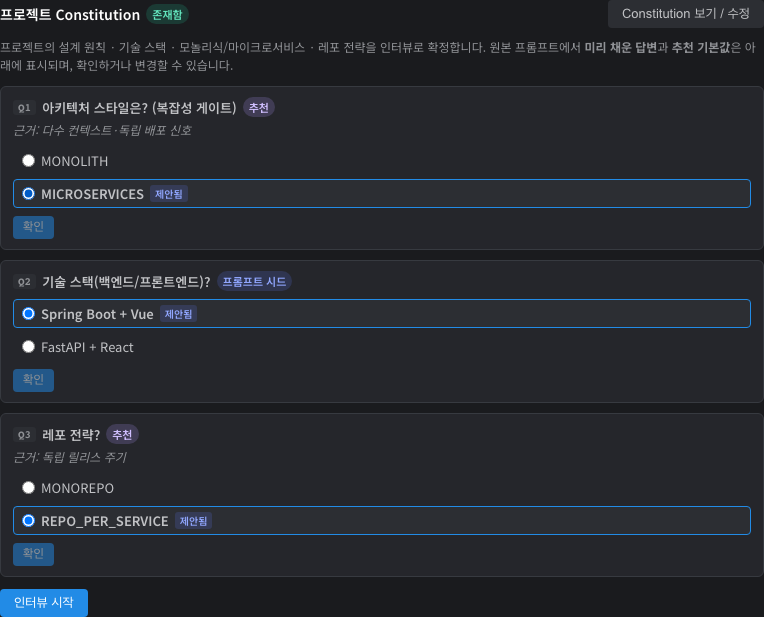 프로젝트 Constitution 존재함 Constitution 보기 / 수정
프로젝트의 설계 원칙 · 기술 스택 · 모놀리식/마이크로서비스 · 레포 전략을 인터뷰로 확정합니다. 원본 프롬프트에서 미리 채운 답변과 추천 기본값은 아
래에 표시되며, 확인하거나 변경할 수 있습니다.
Q1 아키텍처 스타일은? (복잡성 게이트) 추천
근거: 다수 컨텍스트·독립 배포 신호
MONOLITH
MICROSERVICES 제안됨
확인
Q2 기술 스택(백엔드/프론트엔드)? 프롬프트 시드
Spring Boot + Vue 제안됨
FastAPI + React
확인
Q3 레포 전략? 추천
근거: 독립 릴리스 주기
MONOREPO
REPO_PER_SERVICE 제안됨
확인
인터뷰 시작